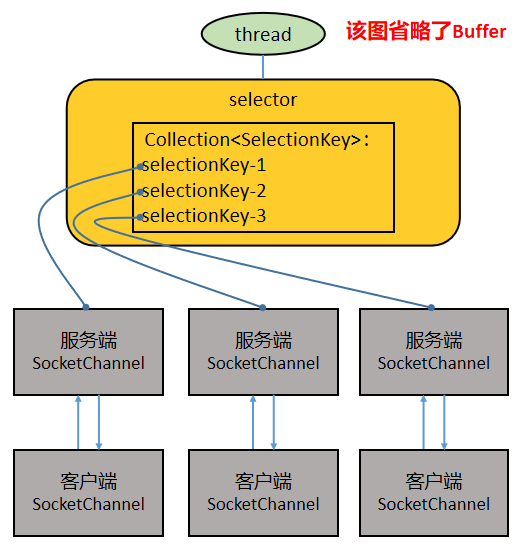 thread
该图省略了Buffer
selector
Collection<SelectionKey>：
selectionKey-1
selectionKey-2
selectionKey-3
服务端
SocketChannel
服务端
SocketChannel
服务端
SocketChannel
客户端
SocketChannel
客户端
SocketChannel
客户端
SocketChannel